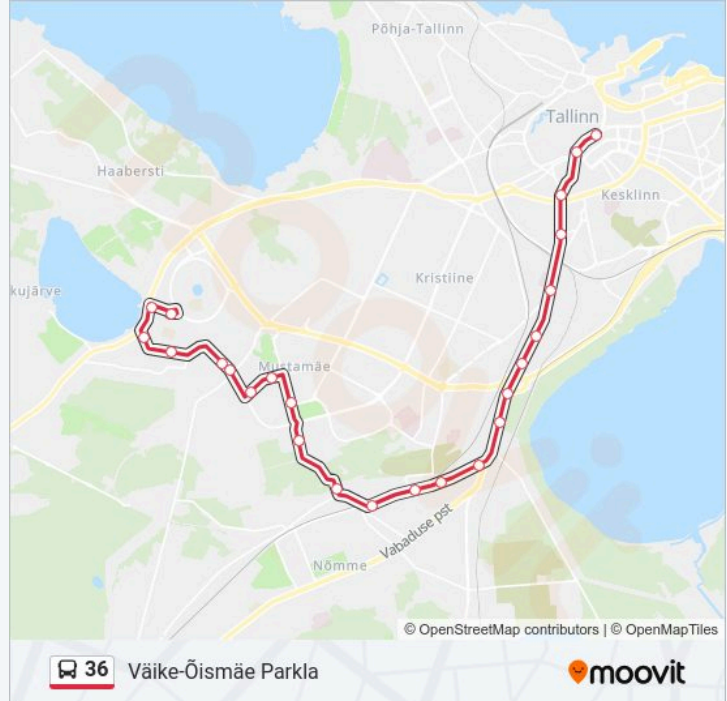 Põhja-Tallinn
Tallinn
Haabersti
Kesklinn
Kristiine
kujärve
Mustamäe
Vabaduse pst
Nõmme
© OpenStreetMap contributors | © OpenMapTiles
36 Väike-Õismäe Parkla
moovit